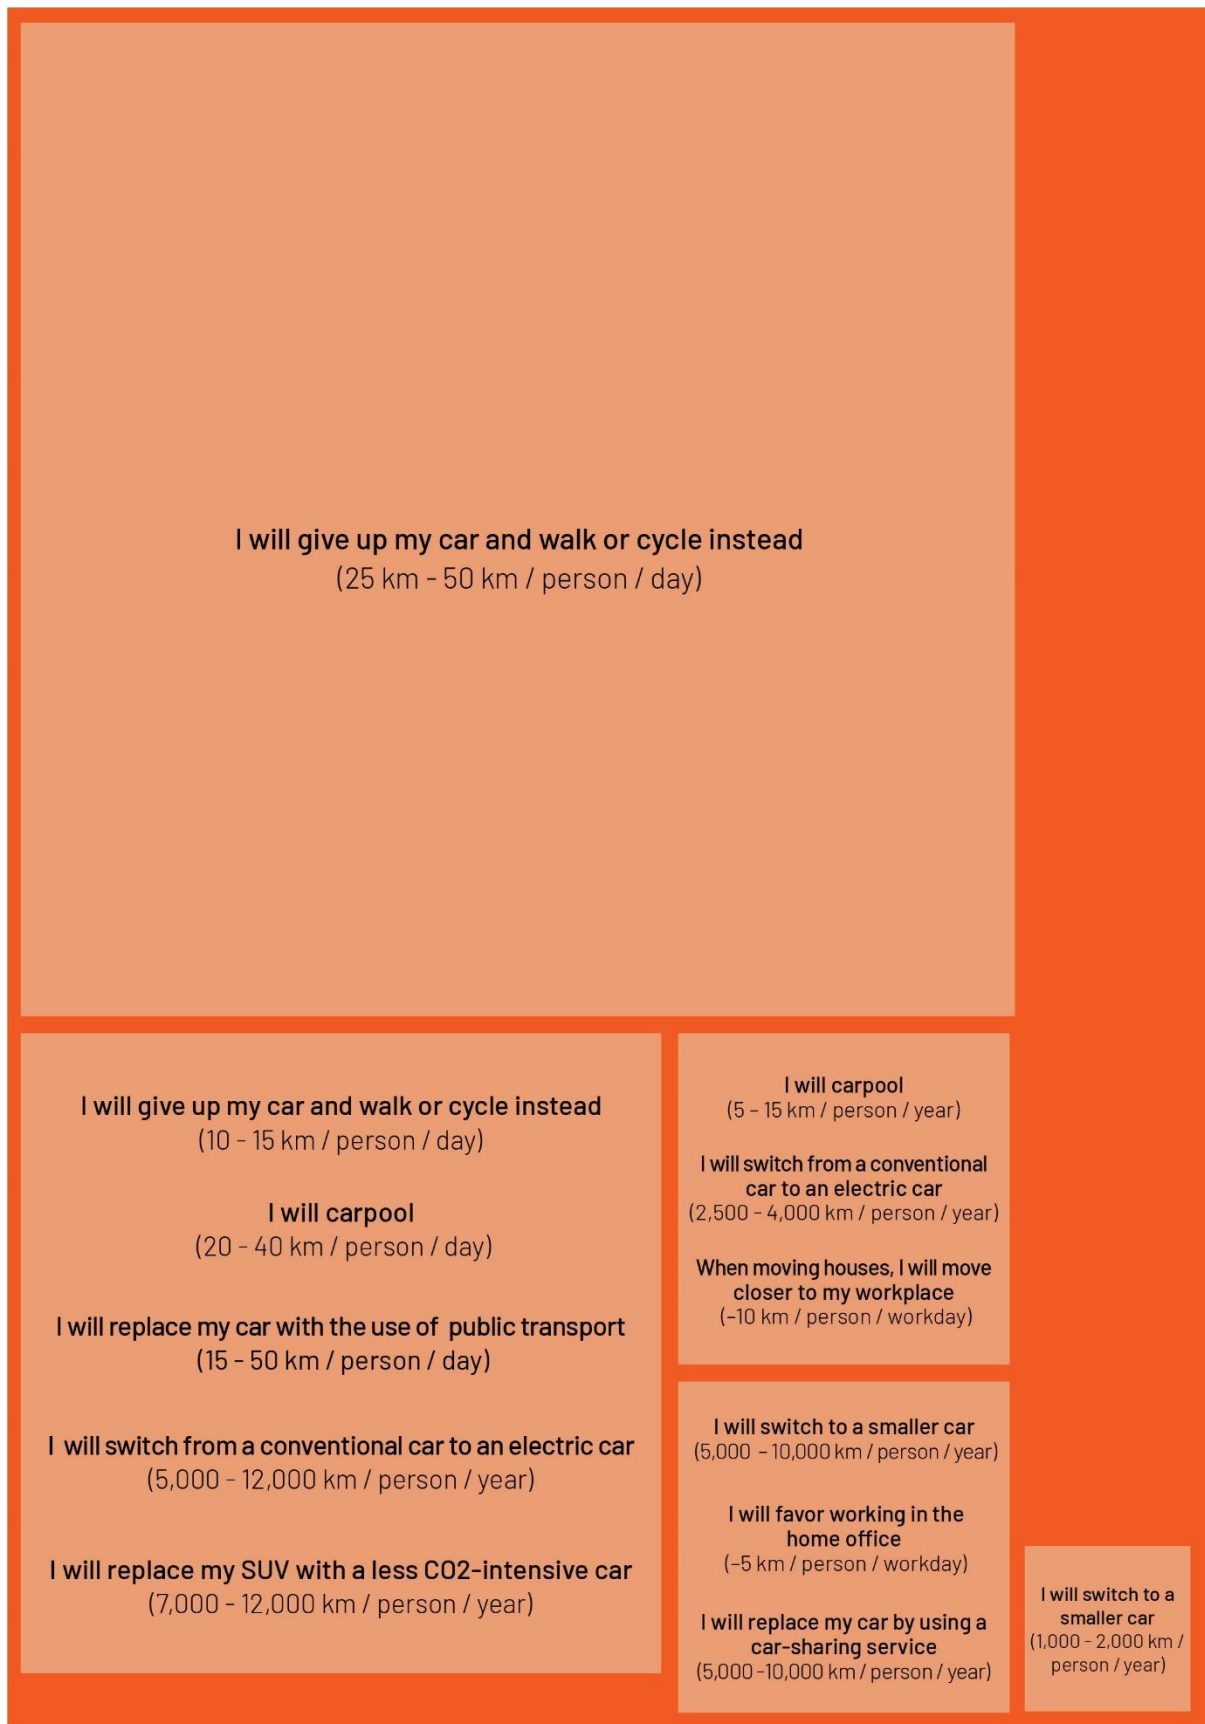 I will give up my car and walk or cycle instead
(25 km - 50 km / person / day)
I will give up my car and walk or cycle instead
(10 - 15 km / person / day)
I will carpool
(20 - 40 km / person / day)
I will replace my car with the use of public transport
(15 - 50 km / person / day)
I will switch from a conventional car to an electric car
(5,000 - 12,000 km / person / year)
I will replace my SUV with a less CO2-intensive car
(7,000 - 12,000 km / person / year)
I will carpool
(5 - 15 km / person / year)
I will switch from a conventional
car to an electric car
(2,500 - 4,000 km / person / year)
When moving houses, I will move
closer to my workplace
(-10 km / person / workday)
I will switch to a smaller car
(5,000 - 10,000 km / person / year)
I will favor working in the
home office
(-5 km / person / workday)
I will replace my car by using a
car-sharing service
(5,000 -10,000 km / person / year)
I will switch to a
smaller car
(1,000 - 2,000 km /
person / year)